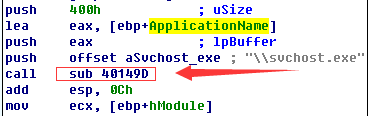 push 400h ; uSize
lea eax, [ebp+ApplicationName]
push eax ; lpBuffer
push offset aSvchost_exe ; "\\svchost.exe"
call sub_40149D
add esp, 0Ch
mov ecx, [ebp+hModule]